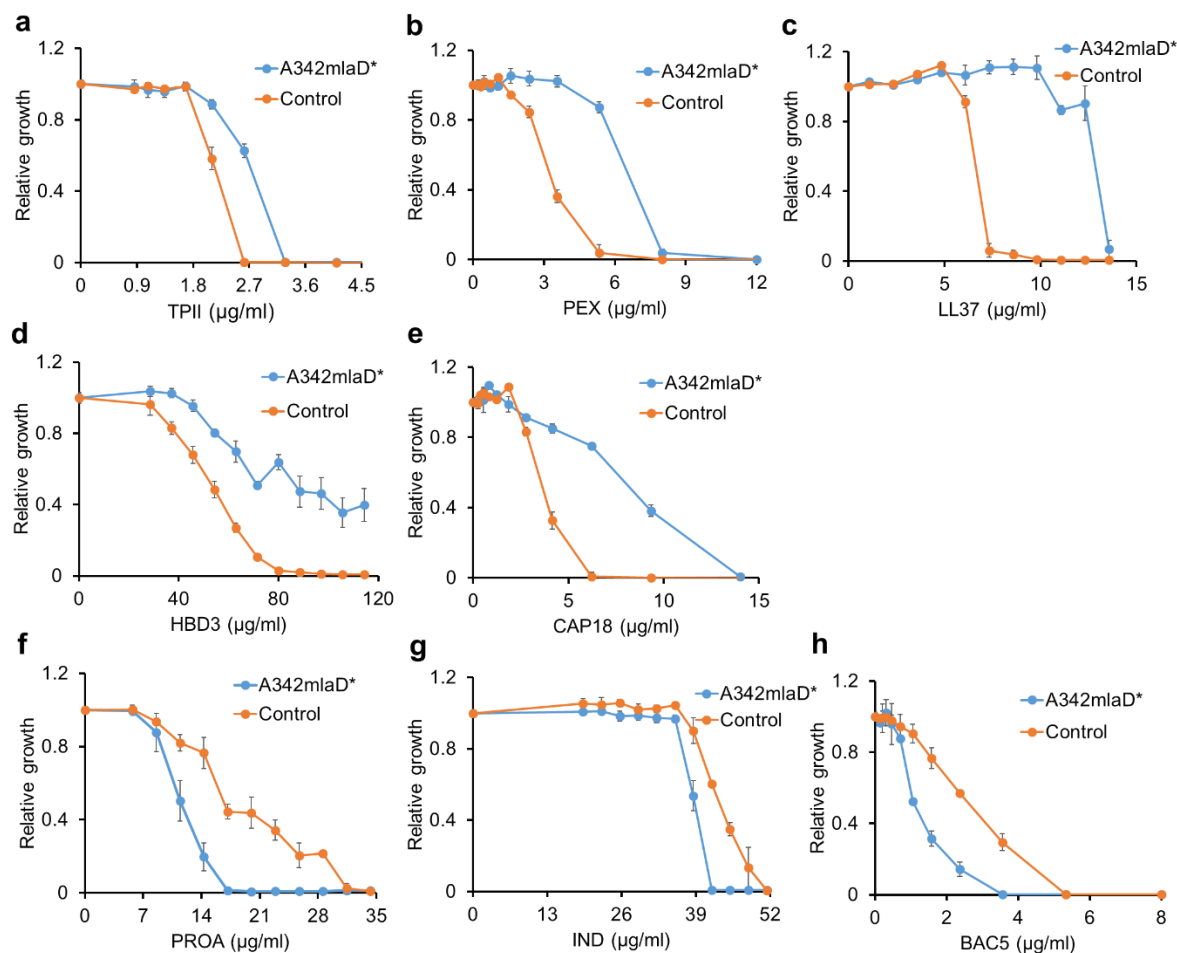 a
1.2
0.8
0.4
0
Relative growth
A342mlaD*
Control
0 0.9 1.8 2.7 3.6 4.5
TPII (µg/ml)
b
1.2
0.8
0.4
0
Relative growth
A342mlaD*
Control
0 3 6 9 12
PEX (µg/ml)
c
1.2
0.8
0.4
0
Relative growth
A342mlaD*
Control
0 5 10 15
LL37 (µg/ml)
d
1.2
0.8
0.4
0
Relative growth
A342mlaD*
Control
0 40 80 120
HBD3 (µg/ml)
e
1.2
0.8
0.4
0
Relative growth
A342mlaD*
Control
0 5 10 15
CAP18 (µg/ml)
f
1.2
0.8
0.4
0
Relative growth
A342mlaD*
Control
0 7 14 21 28 35
PROA (µg/ml)
g
1.2
0.8
0.4
0
Relative growth
A342mlaD*
Control
0 13 26 39 52
IND (µg/ml)
h
1.2
0.8
0.4
0
Relative growth
A342mlaD*
Control
0 2 4 6 8
BAC5 (µg/ml)